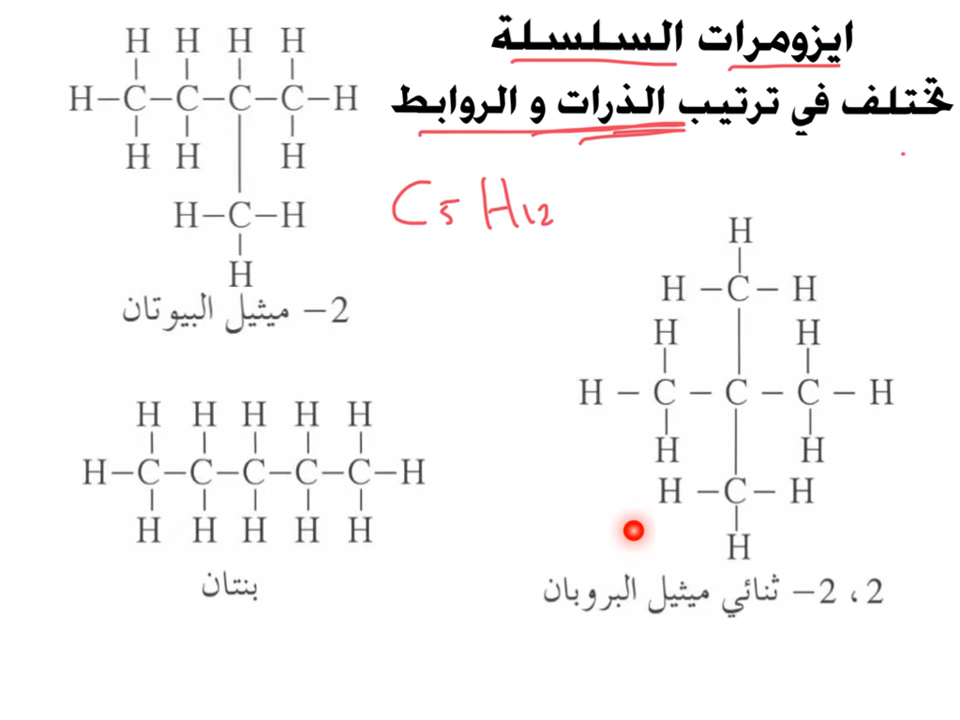 ايزومرات السلسلة
تختلف في ترتيب الذرات و الروابط
C5 H12
H H H H
H-C-C-C-C-H
H H H
H-C-H
H
2- ميثيل البيوتان
H H H H H
H-C-C-C-C-C-H
H H H H H
بنتان
H
H -C- H
H H
H - C - C - C - H
H H
H -C- H
H
2 ، 2- ثنائي ميثيل البروبان